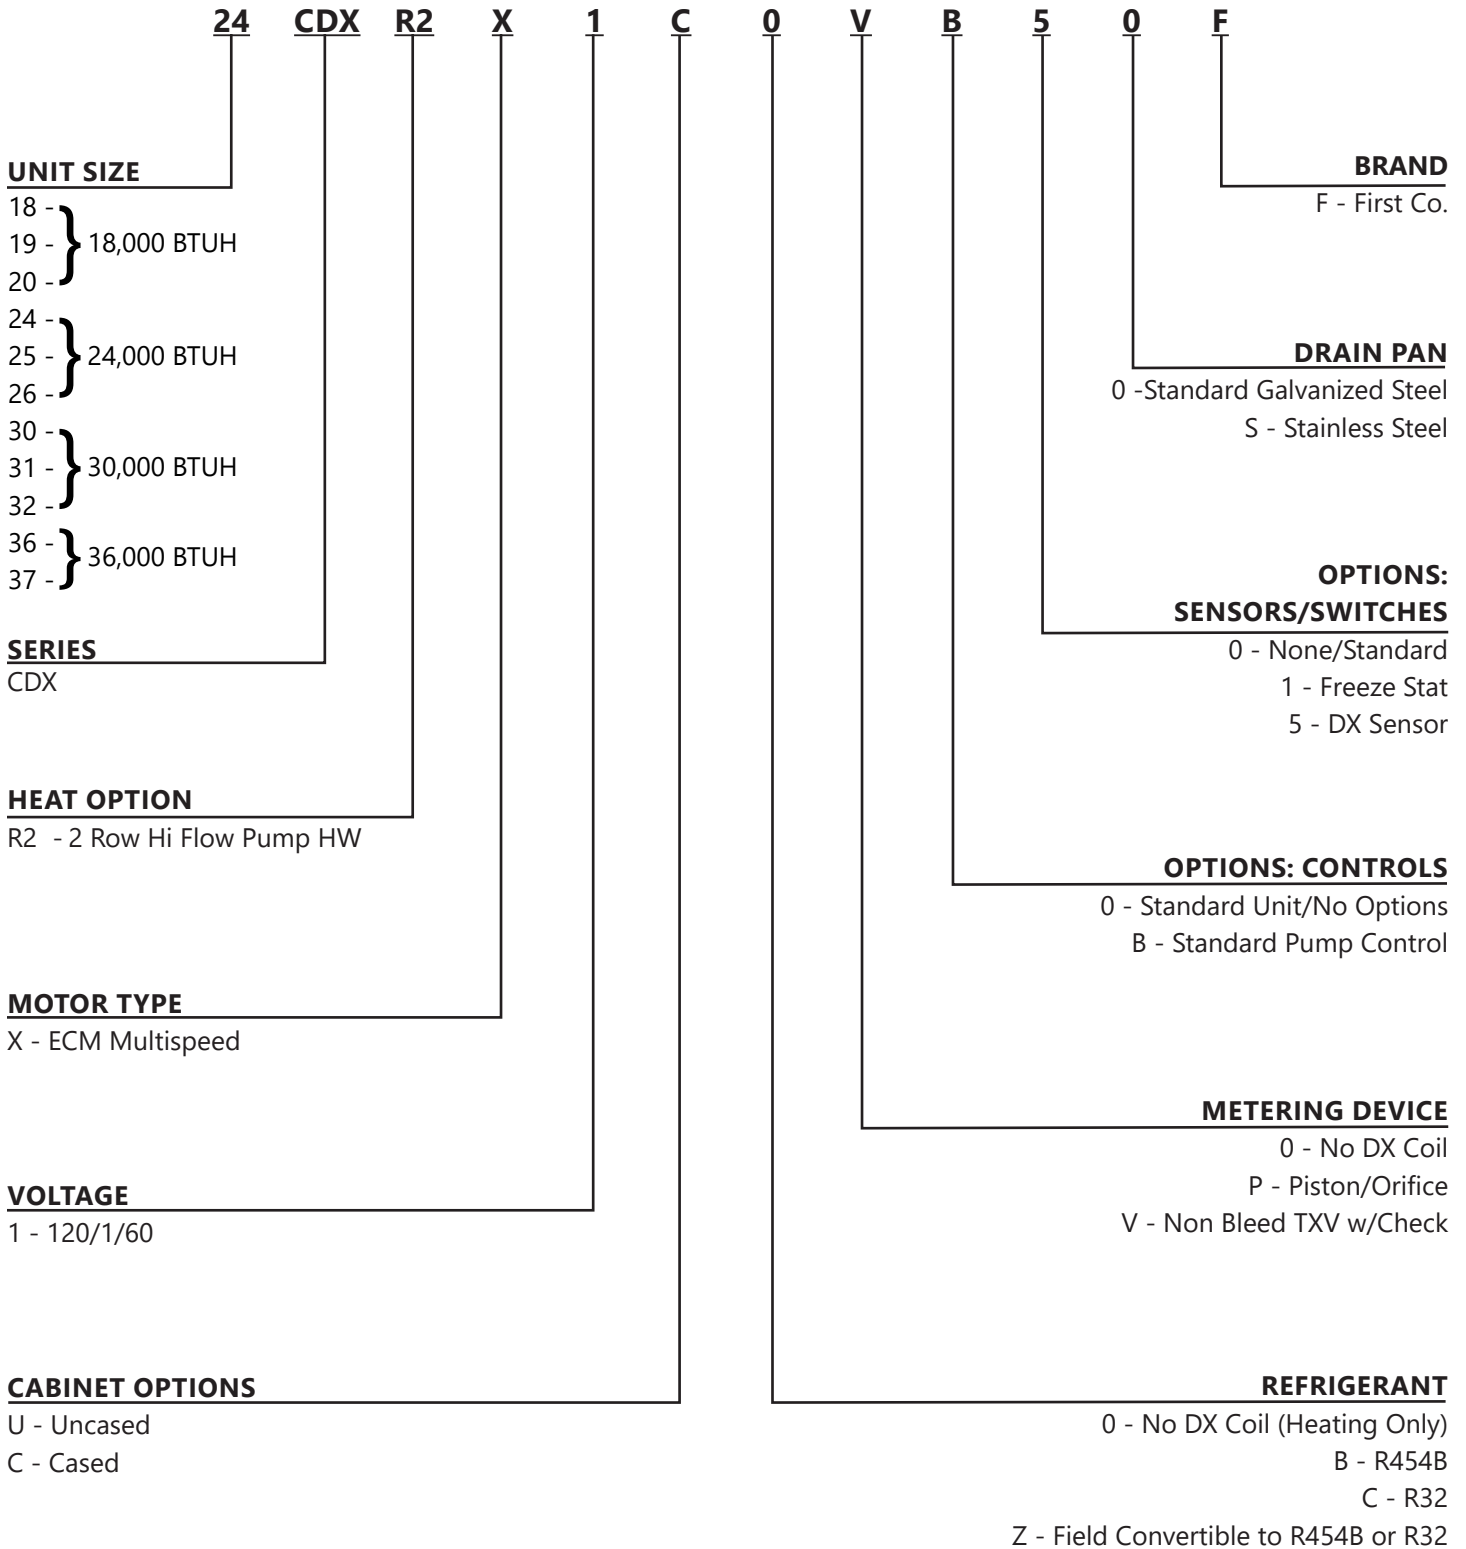 24 CDX R2 X 1 C 0 V B 5 0 F
UNIT SIZE
18 -
19 - } 18,000 BTUH
20 -
24 -
25 - } 24,000 BTUH
26 -
30 -
31 - } 30,000 BTUH
32 -
36 -
} 36,000 BTUH
37 -
SERIES
CDX
HEAT OPTION
R2 - 2 Row Hi Flow Pump HW
MOTOR TYPE
X - ECM Multispeed
VOLTAGE
1 - 120/1/60
CABINET OPTIONS
U - Uncased
C - Cased
BRAND
F - First Co.
DRAIN PAN
0 -Standard Galvanized Steel
S - Stainless Steel
OPTIONS:
SENSORS/SWITCHES
0 - None/Standard
1 - Freeze Stat
5 - DX Sensor
OPTIONS: CONTROLS
0 - Standard Unit/No Options
B - Standard Pump Control
METERING DEVICE
0 - No DX Coil
P - Piston/Orifice
V - Non Bleed TXV w/Check
REFRIGERANT
0 - No DX Coil (Heating Only)
B - R454B
C - R32
Z - Field Convertible to R454B or R32